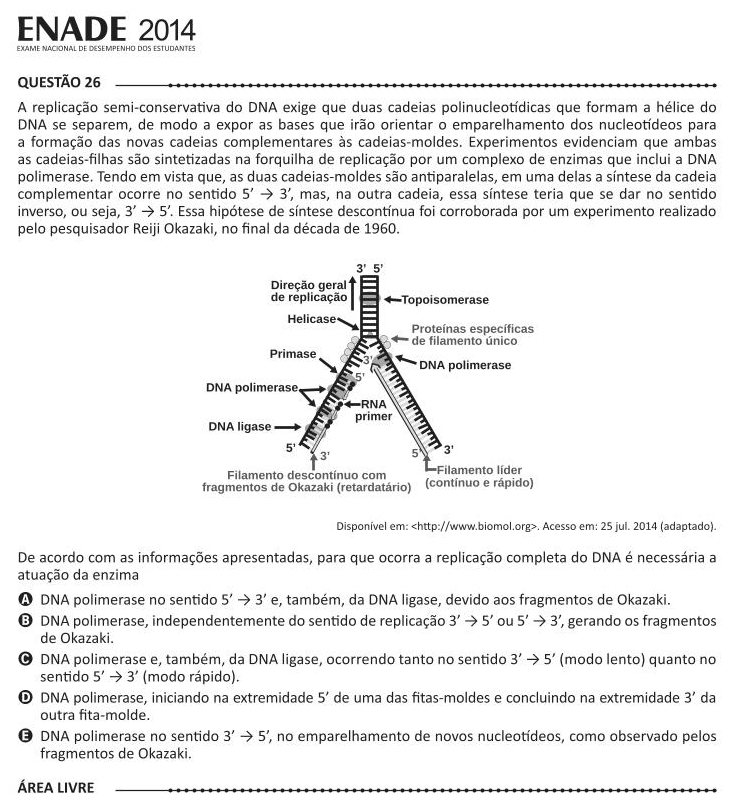 ENADE 2014
EXAME NACIONAL DE DESEMPENHO DOS ESTUDANTES
QUESTÃO 26
A replicação semi-conservativa do DNA exige que duas cadeias polinucleotídicas que formam a hélice do
DNA se separem, de modo a expor as bases que irão orientar o emparelhamento dos nucleotídeos para
a formação das novas cadeias complementares às cadeias-moldes. Experimentos evidenciam que ambas
as cadeias-filhas são sintetizadas na forquilha de replicação por um complexo de enzimas que inclui a DNA
polimerase. Tendo em vista que, as duas cadeias-moldes são antiparalelas, em uma delas a síntese da cadeia
complementar ocorre no sentido 5’ → 3’, mas, na outra cadeia, essa síntese teria que se dar no sentido
inverso, ou seja, 3’ → 5’. Essa hipótese de síntese descontínua foi corroborada por um experimento realizado
pelo pesquisador Reiji Okazaki, no final da década de 1960.
3’ 5’
Direção geral
de replicação
Topoisomerase
Helicase
Proteínas específicas
de filamento único
Primase
3’
DNA polimerase
5’
DNA polimerase
RNA
primer
DNA ligase
5’
3’
5’
3’
Filamento descontínuo com
fragmentos de Okazaki (retardatário)
Filamento líder
(contínuo e rápido)
Disponível em: <http://www.biomol.org>. Acesso em: 25 jul. 2014 (adaptado).
De acordo com as informações apresentadas, para que ocorra a replicação completa do DNA é necessária a
atuação da enzima
A DNA polimerase no sentido 5’ → 3’ e, também, da DNA ligase, devido aos fragmentos de Okazaki.
B DNA polimerase, independentemente do sentido de replicação 3’ → 5’ ou 5’ → 3’, gerando os fragmentos
de Okazaki.
C DNA polimerase e, também, da DNA ligase, ocorrendo tanto no sentido 3’ → 5’ (modo lento) quanto no
sentido 5’ → 3’ (modo rápido).
D DNA polimerase, iniciando na extremidade 5’ de uma das fitas-moldes e concluindo na extremidade 3’ da
outra fita-molde.
E DNA polimerase no sentido 3’ → 5’, no emparelhamento de novos nucleotídeos, como observado pelos
fragmentos de Okazaki.
ÁREA LIVRE